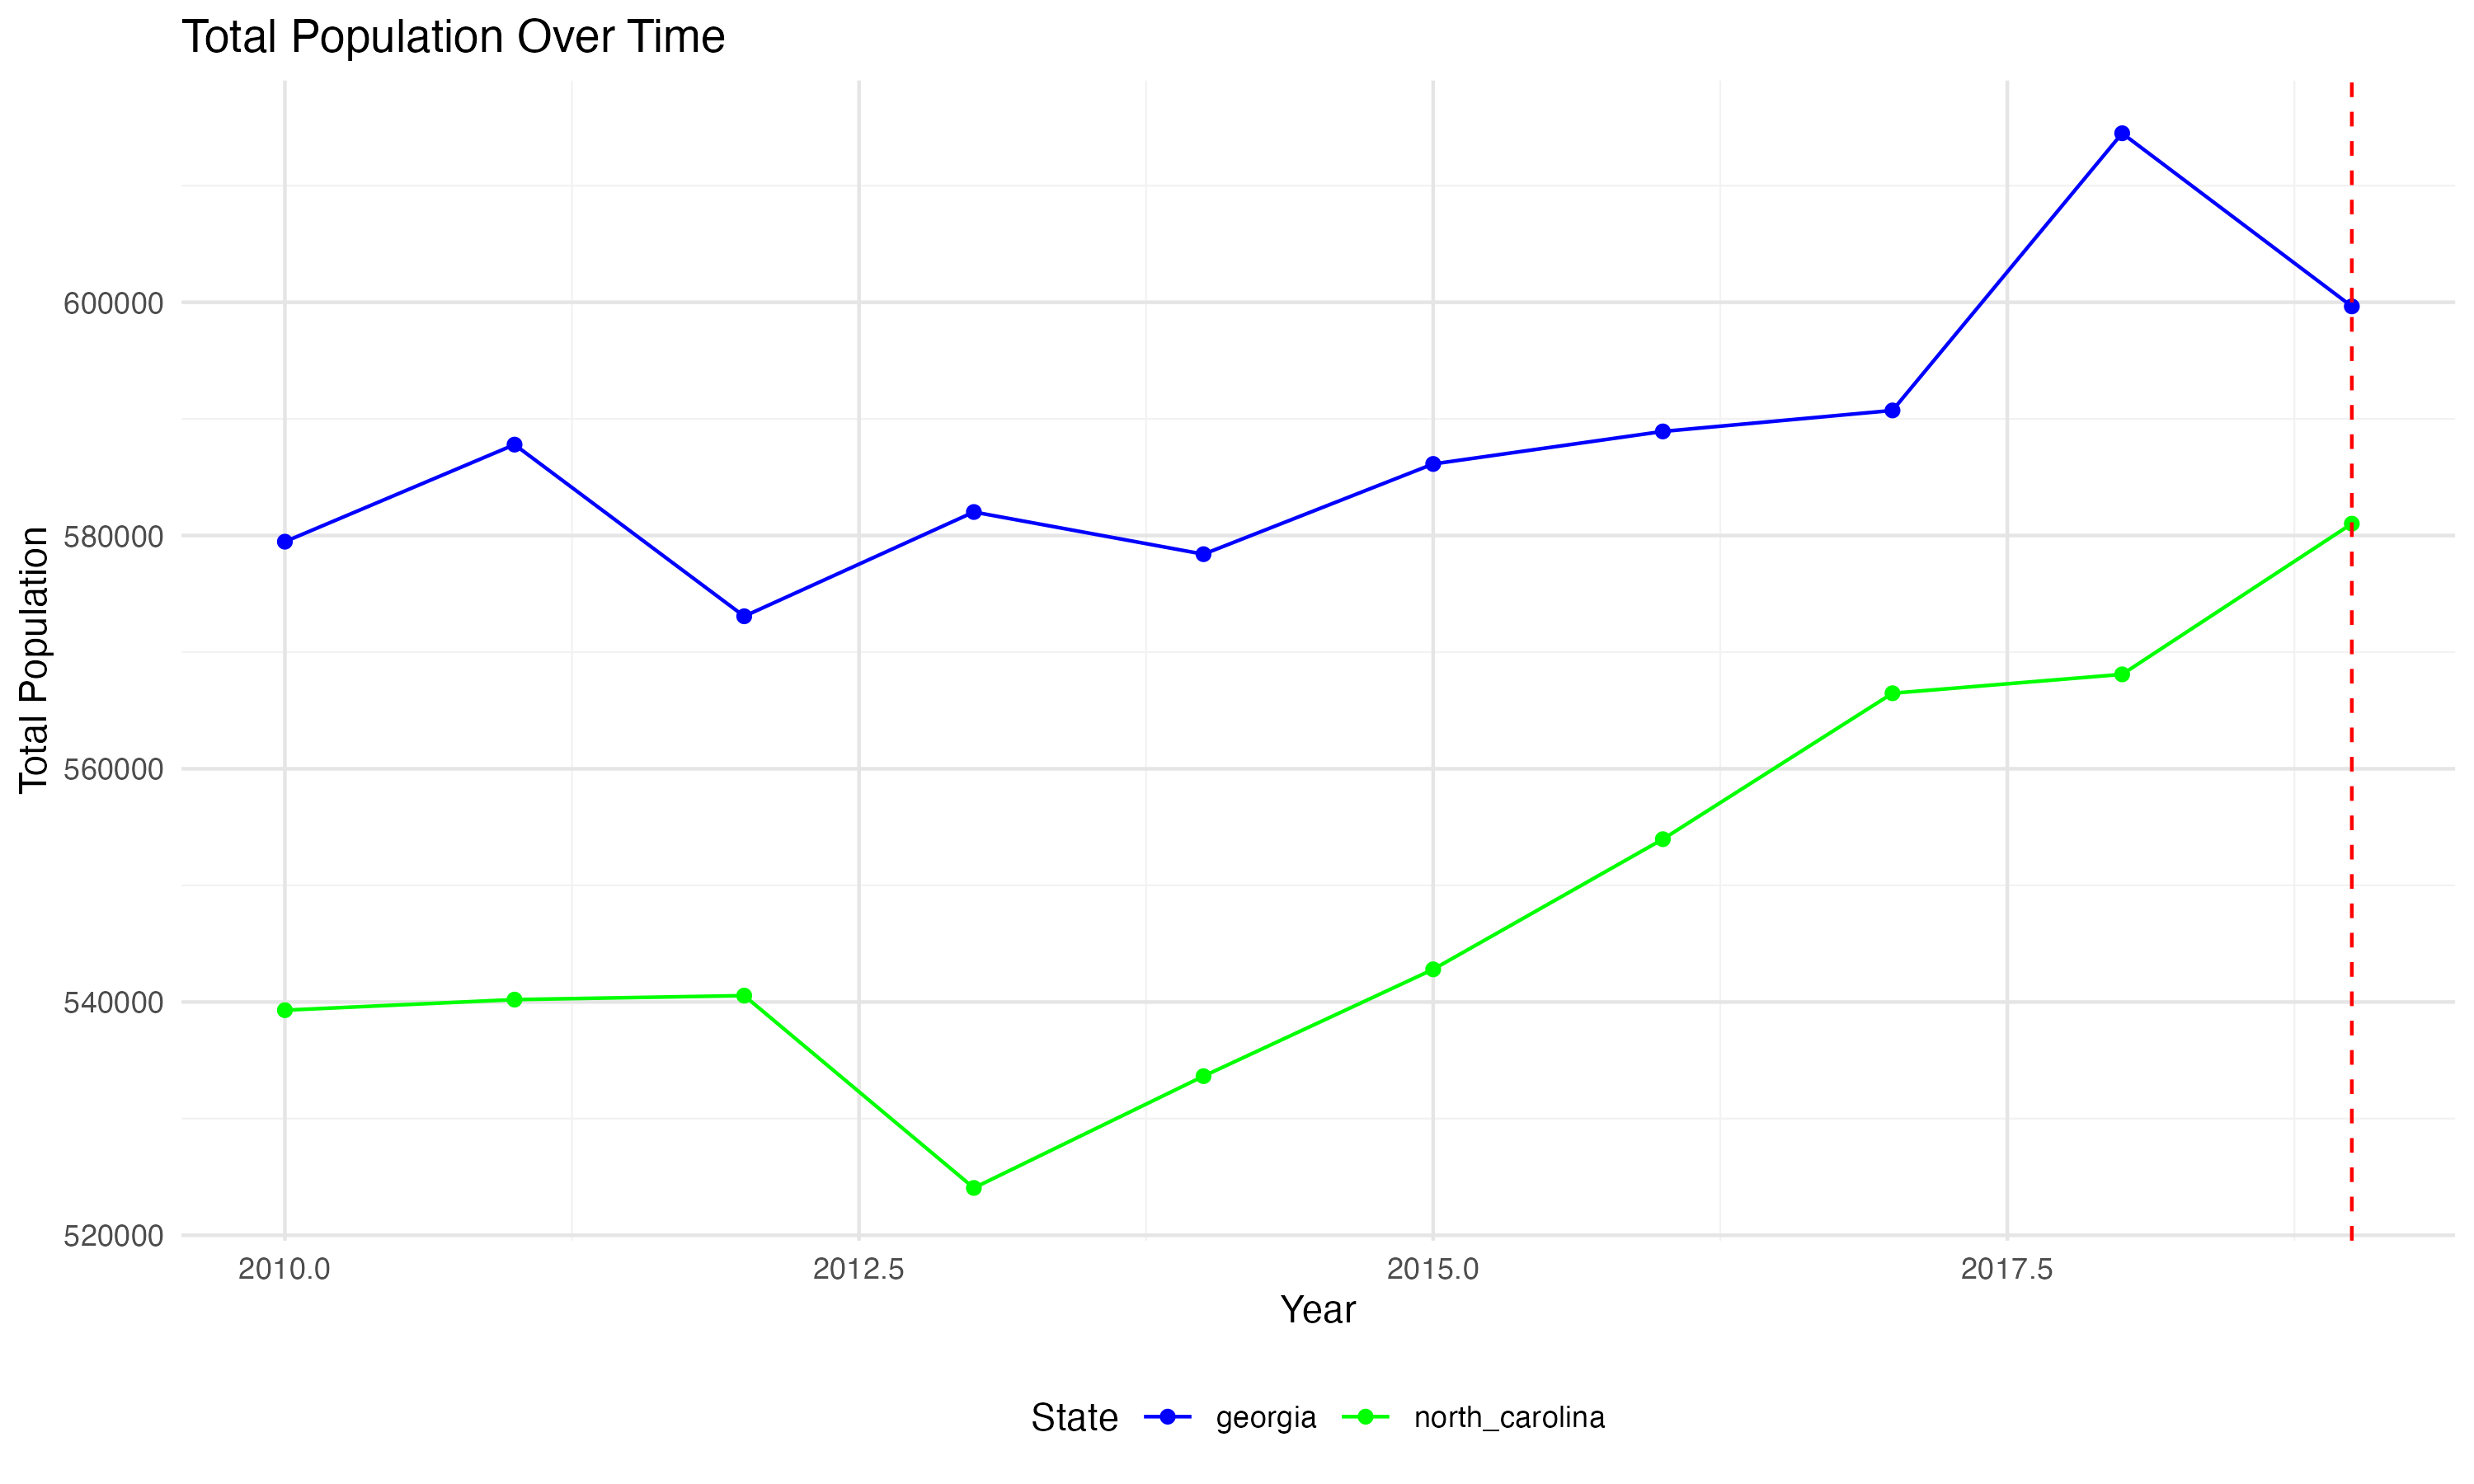 Total Population Over Time
Total Population
600000
580000
560000
540000
520000
2010.0 2012.5 2015.0 2017.5
Year
State georgia north_carolina